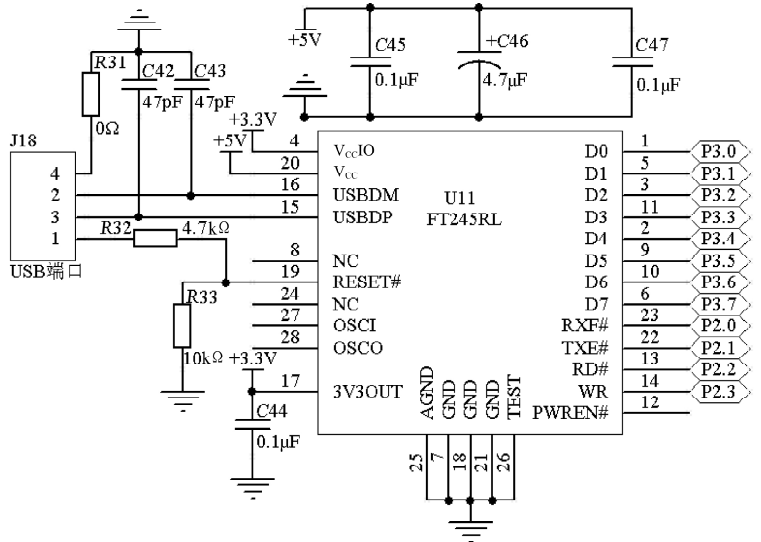 +5V
C45
0.1μF
+C46
4.7μF
C47
0.1μF
R31
0Ω
C42
47pF
C43
47pF
+3.3V
+5V
J18
4
2
3
1
USB端口
R32
4.7kΩ
R33
10kΩ
+3.3V
C44
0.1μF
U11
FT245RL
4
VCCIO
20
VCC
16
USBDM
15
USBDP
8
NC
19
RESET#
24
NC
27
OSCI
28
OSCO
17
3V3OUT
D0
1
P3.0
D1
5
P3.1
D2
3
P3.2
D3
11
P3.3
D4
2
P3.4
D5
9
P3.5
D6
10
P3.6
D7
6
P3.7
RXF#
23
P2.0
TXE#
22
P2.1
RD#
13
P2.2
WR
14
P2.3
PWREN#
12
AGND
GND
GND
GND
TEST
25
7
18
21
26